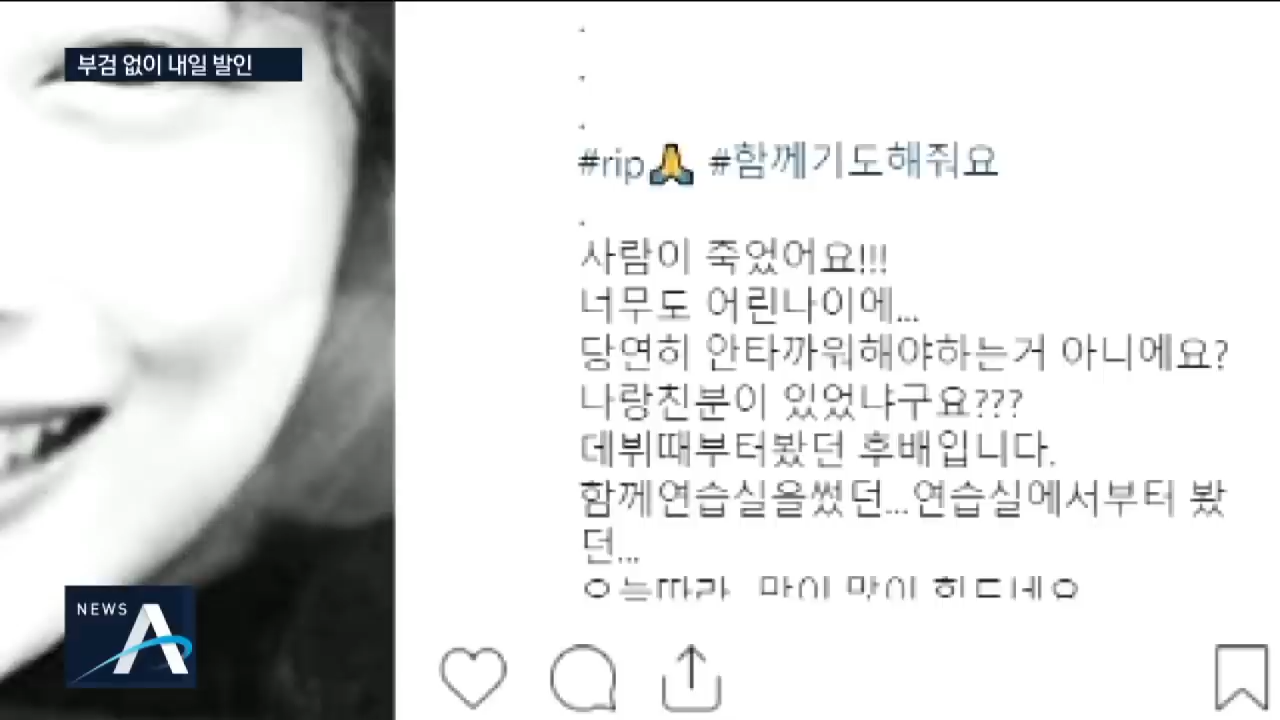 부검 없이 내일 발인
.
.
.
#rip🙏 #함께기도해줘요
.
사람이 죽었어요!!!
너무도 어린나이에...
당연히 안타까워해야하는거 아니에요?
나랑친분이 있었냐구요???
데뷔때부터봤던 후배입니다.
함께연습실을썼던...연습실에서부터 봤
던...
NEWS A